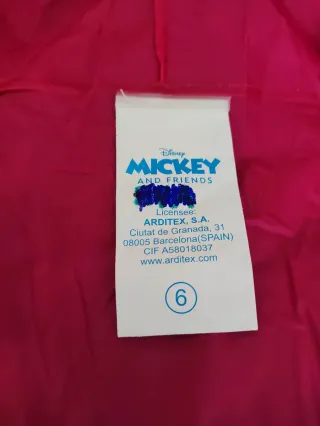 Disney
MICKEY
AND FRIENDS
Licensee:
ARDITEX, S.A.
Ciutat de Granada, 31
08005 Barcelona(SPAIN)
CIF A58018037
www.arditex.com
6